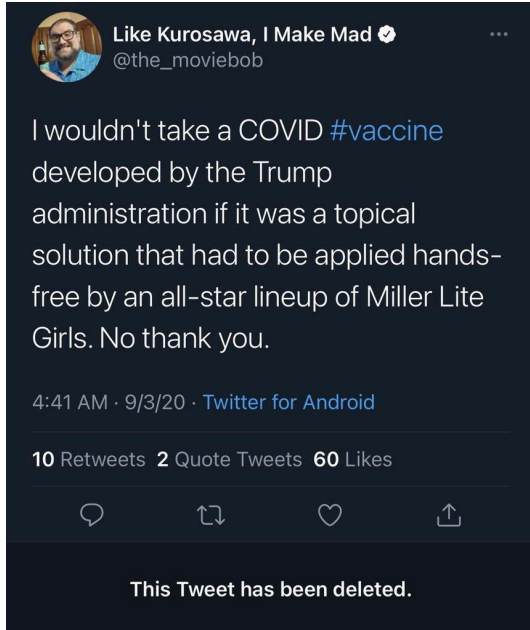 Like Kurosawa, I Make Mad
@the_moviebob
I wouldn't take a COVID #vaccine
developed by the Trump
administration if it was a topical
solution that had to be applied hands-
free by an all-star lineup of Miller Lite
Girls. No thank you.
4:41 AM · 9/3/20 · Twitter for Android
10 Retweets 2 Quote Tweets 60 Likes
This Tweet has been deleted.